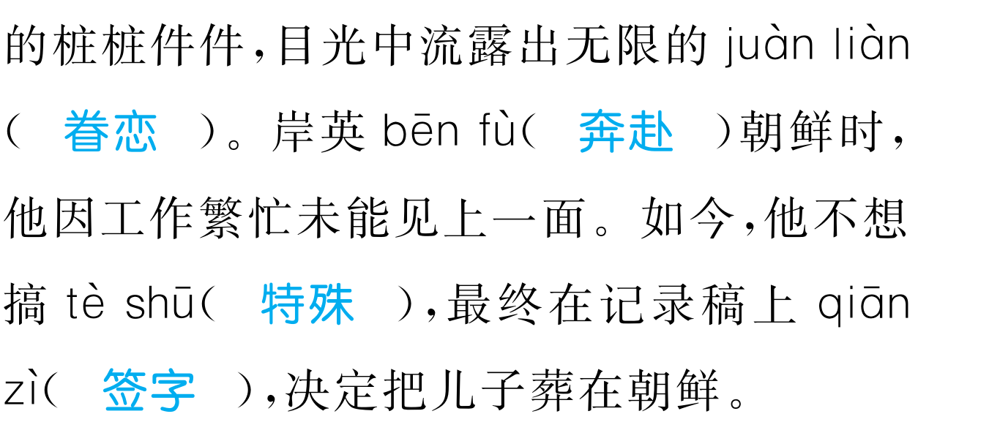 的桩桩件件,目光中流露出无限的 juàn liàn
( 眷恋 )。岸英 bēn fù( 奔赴 )朝鲜时,
他因工作繁忙未能见上一面。如今,他不想
搞 tè shū( 特殊 ),最终在记录稿上 qiān
zì( 签字 ),决定把儿子葬在朝鲜。